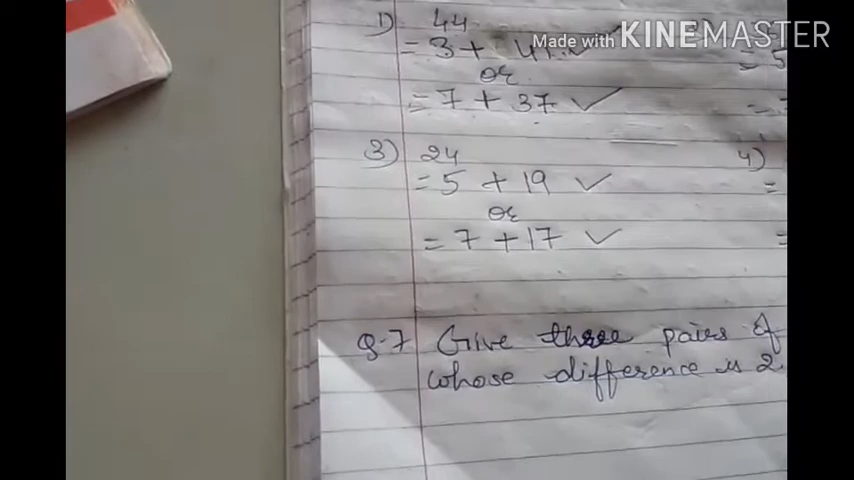 Made with KINEMASTER
1) 44
= 3 + 41 ✓
= 5
or
= 7 + 37 ✓
3) 24
4)
= 5 + 19 ✓
=
or
= 7 + 17 ✓
=
Q-7 Give three pairs of
whose difference is 2.